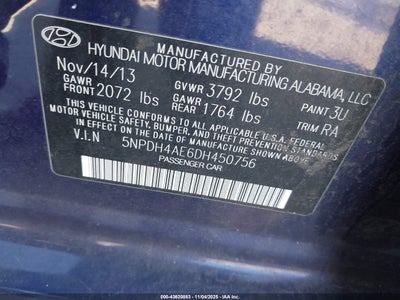 MANUFACTURED BY
HYUNDAI MOTOR MANUFACTURING ALABAMA, LLC
Nov/14/13 GVWR 3792 lbs PAINT 3U
GAWR FRONT 2072 lbs GAWR REAR 1764 lbs TRIM RA
THIS VEHICLE CONFORMS TO ALL APPLICABLE U.S.A. FEDERAL
MOTOR VEHICLE SAFETY, BUMPER, AND THEFT PREVENTION STANDARDS
IN EFFECT ON THE DATE OF MANUFACTURE SHOWN ABOVE.
V.I.N 5NPDH4AE6DH450756
PASSENGER CAR
000-43620553 11/04/2025 IAA Inc.